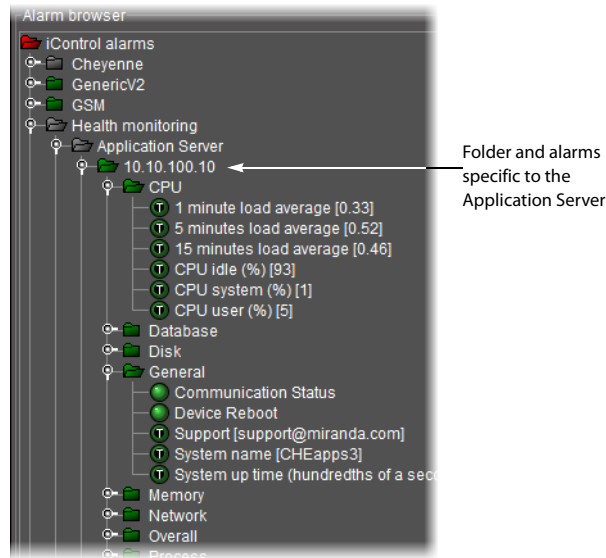 Alarm browser
iControl alarms
Cheyenne
GenericV2
GSM
Health monitoring
Application Server
10.10.100.10
CPU
1 minute load average [0.33]
5 minutes load average [0.52]
15 minutes load average [0.46]
CPU idle (%) [93]
CPU system (%) [1]
CPU user (%) [5]
Database
Disk
General
Communication Status
Device Reboot
Support [support@miranda.com]
System name [CHEapps3]
System up time (hundredths of a sec
Memory
Network
Overall
Process
Folder and alarms
specific to the
Application Server